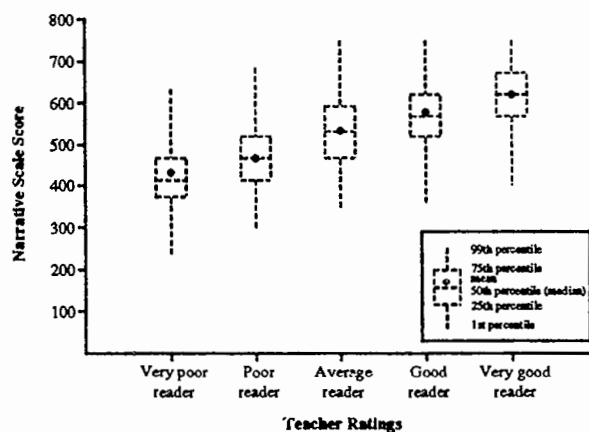 800
700
600
500
400
300
200
100
Narrative Scale Score
99th percentile
75th percentile
mean
50th percentile (median)
25th percentile
1st percentile
Very poor reader
Poor reader
Average reader
Good reader
Very good reader
Teacher Ratings